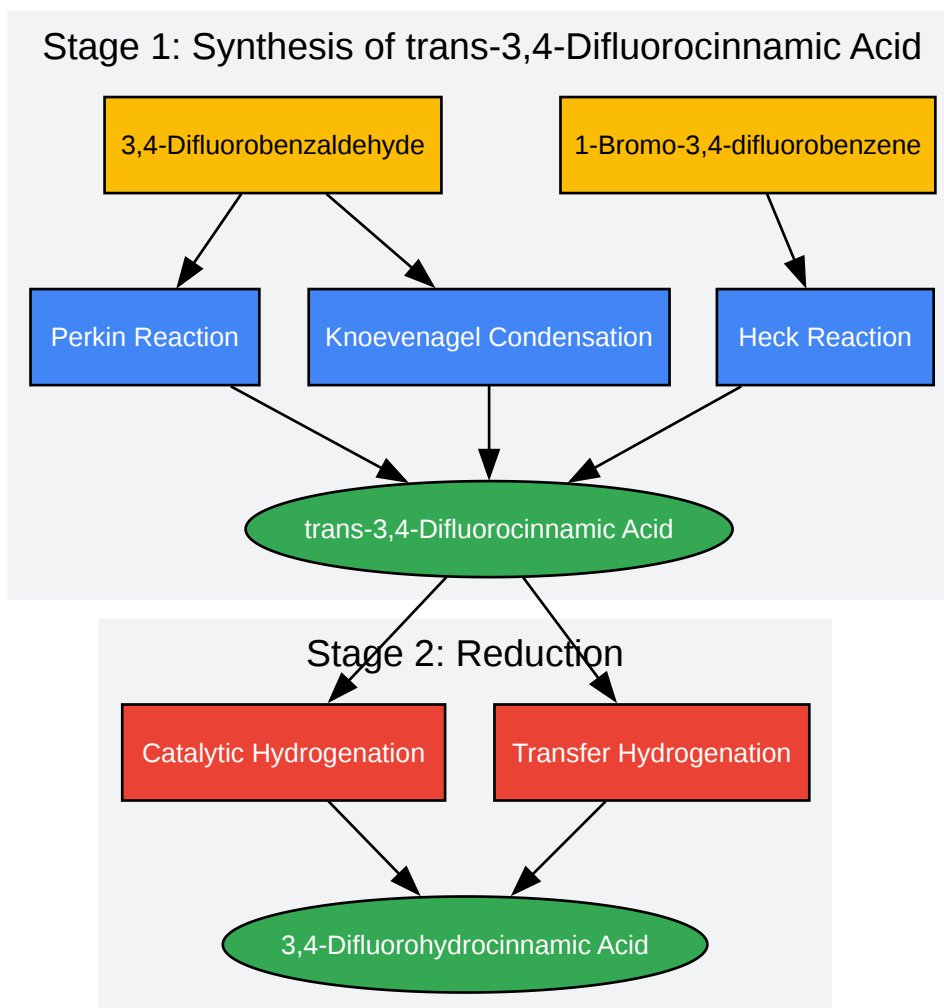 Stage 1: Synthesis of trans-3,4-Difluorocinnamic Acid
3,4-Difluorobenzaldehyde
1-Bromo-3,4-difluorobenzene
Perkin Reaction
Knoevenagel Condensation
Heck Reaction
trans-3,4-Difluorocinnamic Acid
Stage 2: Reduction
Catalytic Hydrogenation
Transfer Hydrogenation
3,4-Difluorohydrocinnamic Acid